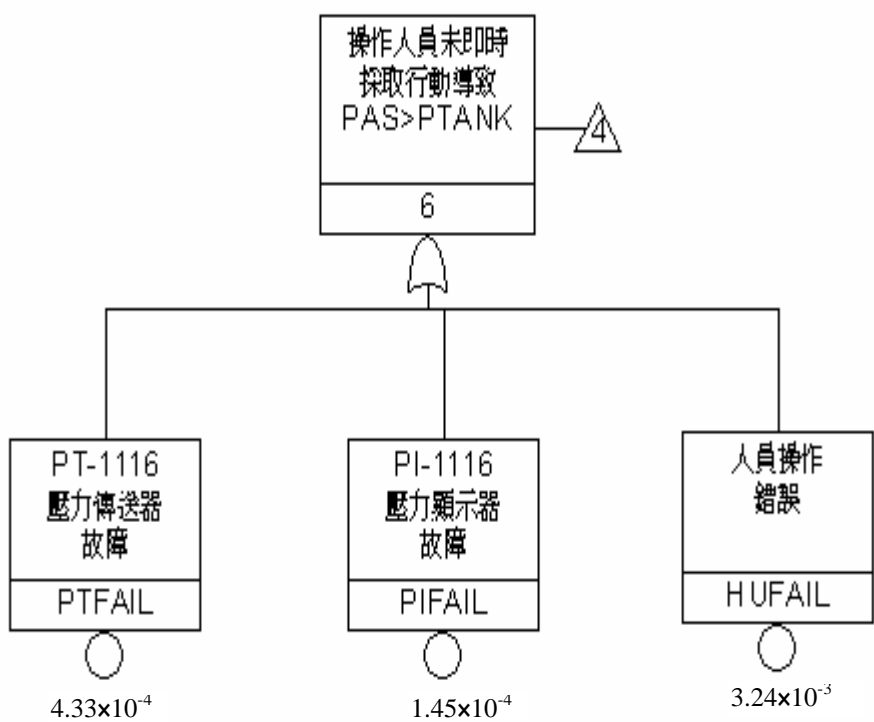 操作人員未即時
採取行動導致
PAS>PTANK
4
6
PT-1116
壓力傳送器
故障
PTFAIL
4.33×10⁻⁴
PI-1116
壓力顯示器
故障
PIFAIL
1.45×10⁻⁴
人員操作
錯誤
HUFAIL
3.24×10⁻³